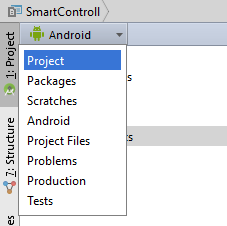 SmartControll
Android
1: Project
Project
Packages
Scratches
Android
Project Files
Problems
Production
Tests
7: Structure